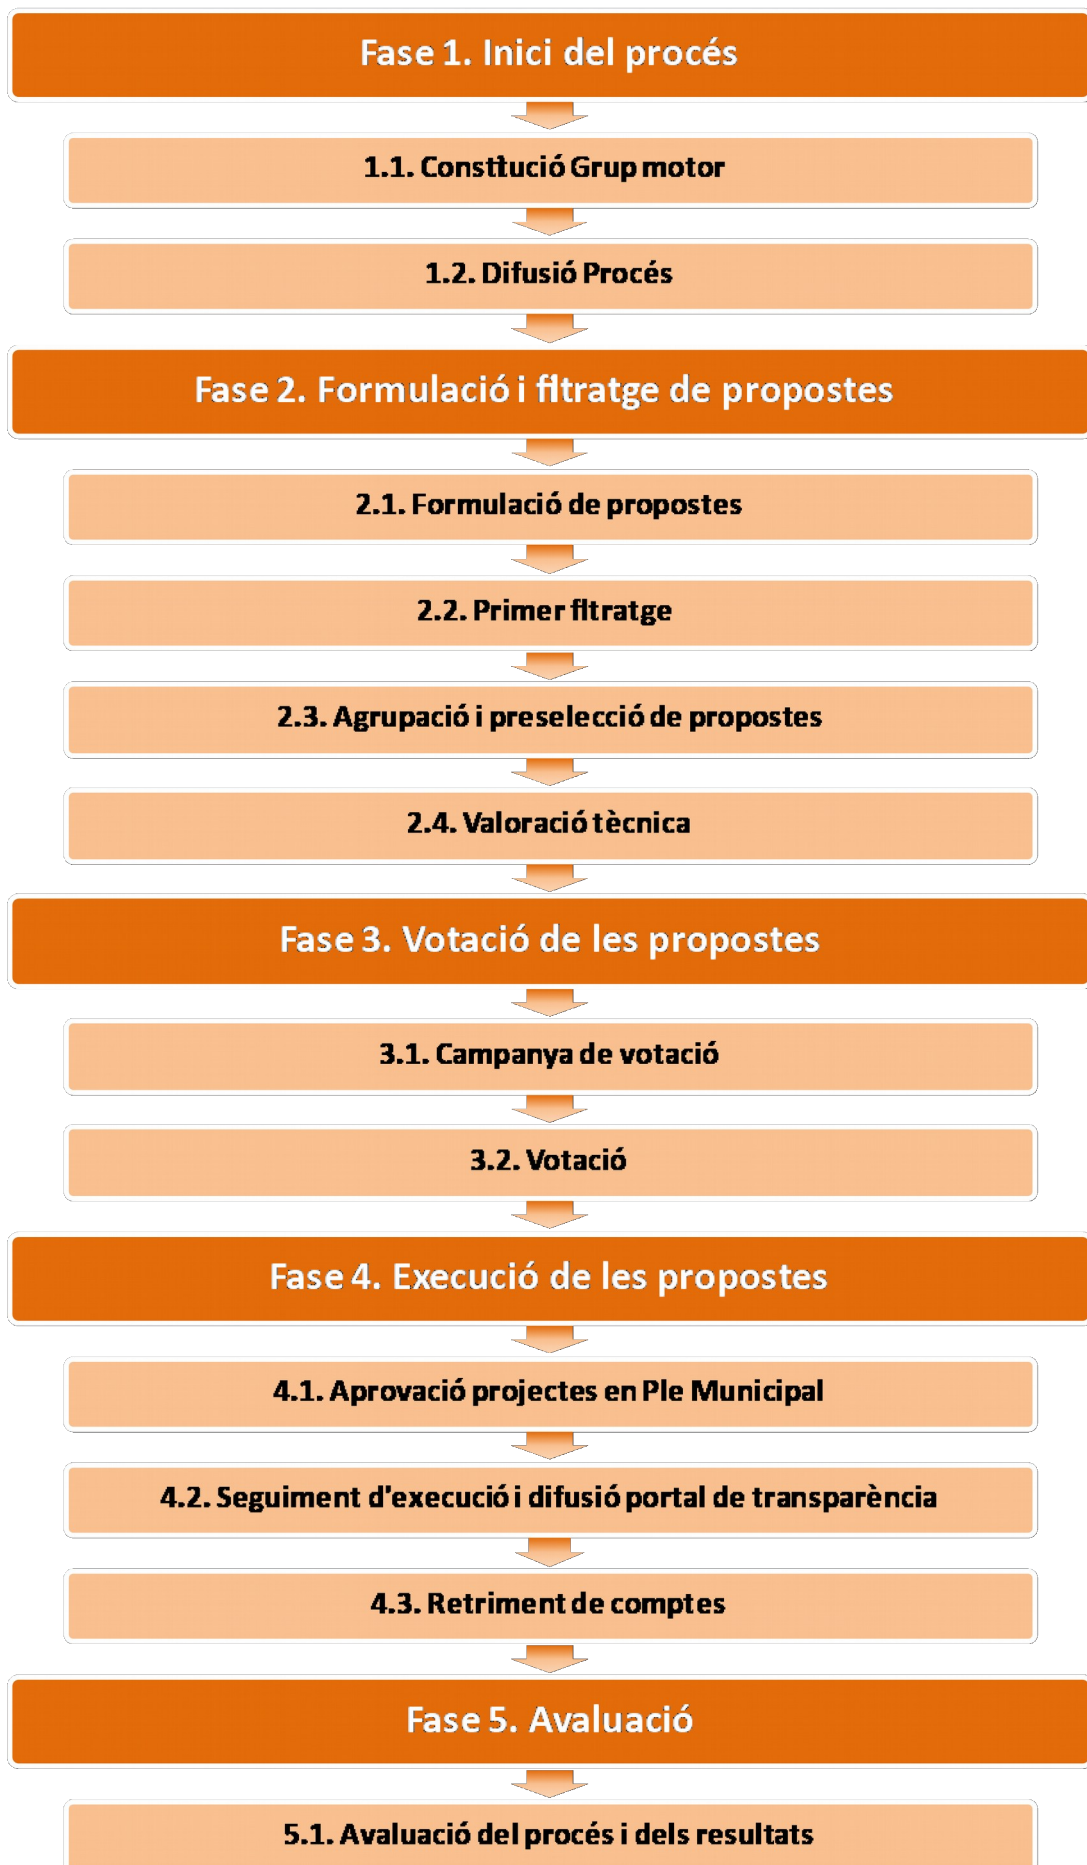 Fase 1. Inici del procés
1.1. Constitució Grup motor
1.2. Difusió Procés
Fase 2. Formulació i filtratge de propostes
2.1. Formulació de propostes
2.2. Primer filtratge
2.3. Agrupació i preselecció de propostes
2.4. Valoració tècnica
Fase 3. Votació de les propostes
3.1. Campanya de votació
3.2. Votació
Fase 4. Execució de les propostes
4.1. Aprovació projectes en Ple Municipal
4.2. Seguiment d'execució i difusió portal de transparència
4.3. Retriment de comptes
Fase 5. Avaluació
5.1. Avaluació del procés i dels resultats